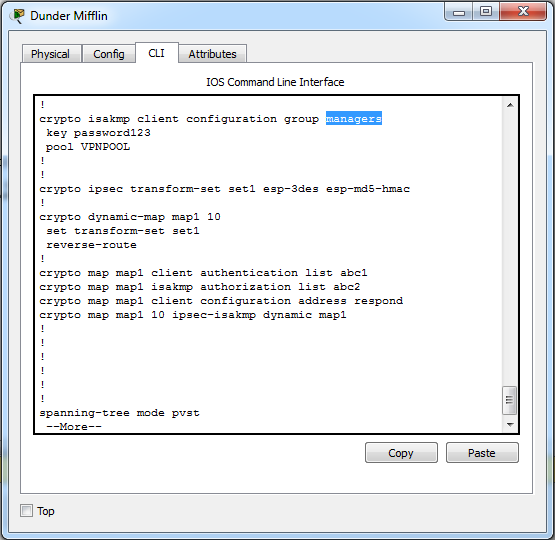 Dunder Mifflin
Physical Config CLI Attributes
IOS Command Line Interface
!
crypto isakmp client configuration group managers
 key password123
 pool VPNPOOL
!
!
crypto ipsec transform-set set1 esp-3des esp-md5-hmac
!
crypto dynamic-map map1 10
 set transform-set set1
 reverse-route
!
crypto map map1 client authentication list abc1
crypto map map1 isakmp authorization list abc2
crypto map map1 client configuration address respond
crypto map map1 10 ipsec-isakmp dynamic map1
!
!
!
!
!
!
spanning-tree mode pvst
 --More--
Copy Paste
Top